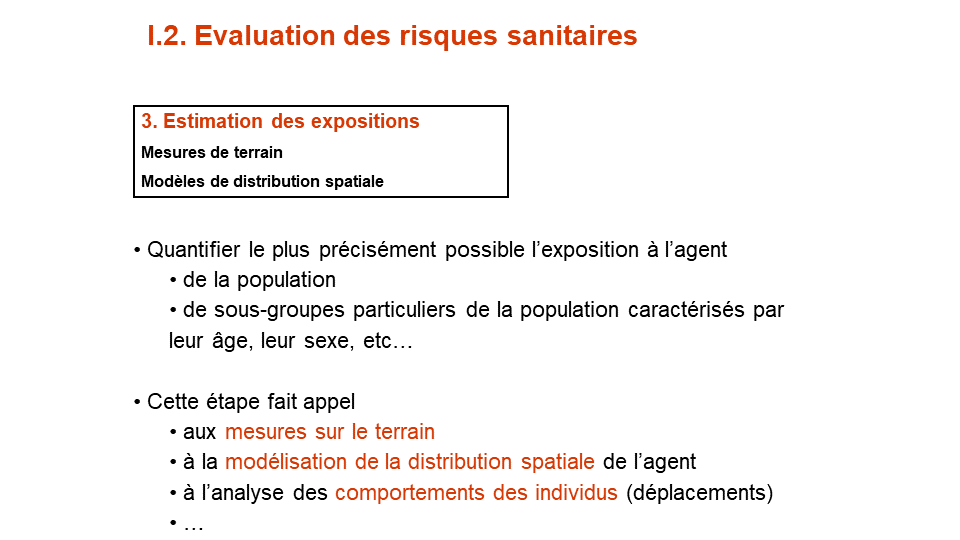 I.2. Evaluation des risques sanitaires
3. Estimation des expositions
Mesures de terrain
Modèles de distribution spatiale
• Quantifier le plus précisément possible l’exposition à l’agent
• de la population
• de sous-groupes particuliers de la population caractérisés par
leur âge, leur sexe, etc…
• Cette étape fait appel
• aux mesures sur le terrain
• à la modélisation de la distribution spatiale de l’agent
• à l’analyse des comportements des individus (déplacements)
• …